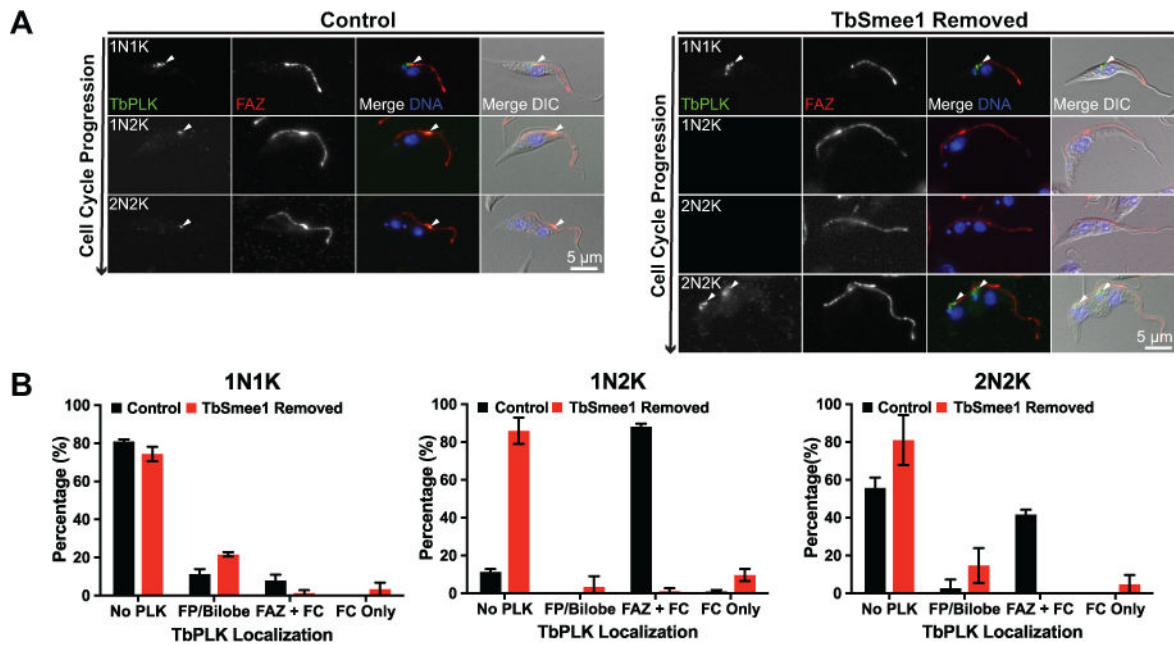 A
Control
TbSmee1 Removed
Cell Cycle Progression
1N1K
TbPLK
FAZ
Merge DNA
Merge DIC
1N2K
2N2K
5 µm
Cell Cycle Progression
1N1K
TbPLK
FAZ
Merge DNA
Merge DIC
1N2K
2N2K
2N2K
5 µm
B
1N1K
Control
TbSmee1 Removed
Percentage (%)
100
80
60
40
20
0
No PLK
FP/Bilobe
FAZ + FC
FC Only
TbPLK Localization
1N2K
Control
TbSmee1 Removed
Percentage (%)
100
80
60
40
20
0
No PLK
FP/Bilobe
FAZ + FC
FC Only
TbPLK Localization
2N2K
Control
TbSmee1 Removed
Percentage(%)
100
80
60
40
20
0
No PLK
FP/Bilobe
FAZ + FC
FC Only
TbPLK Localization